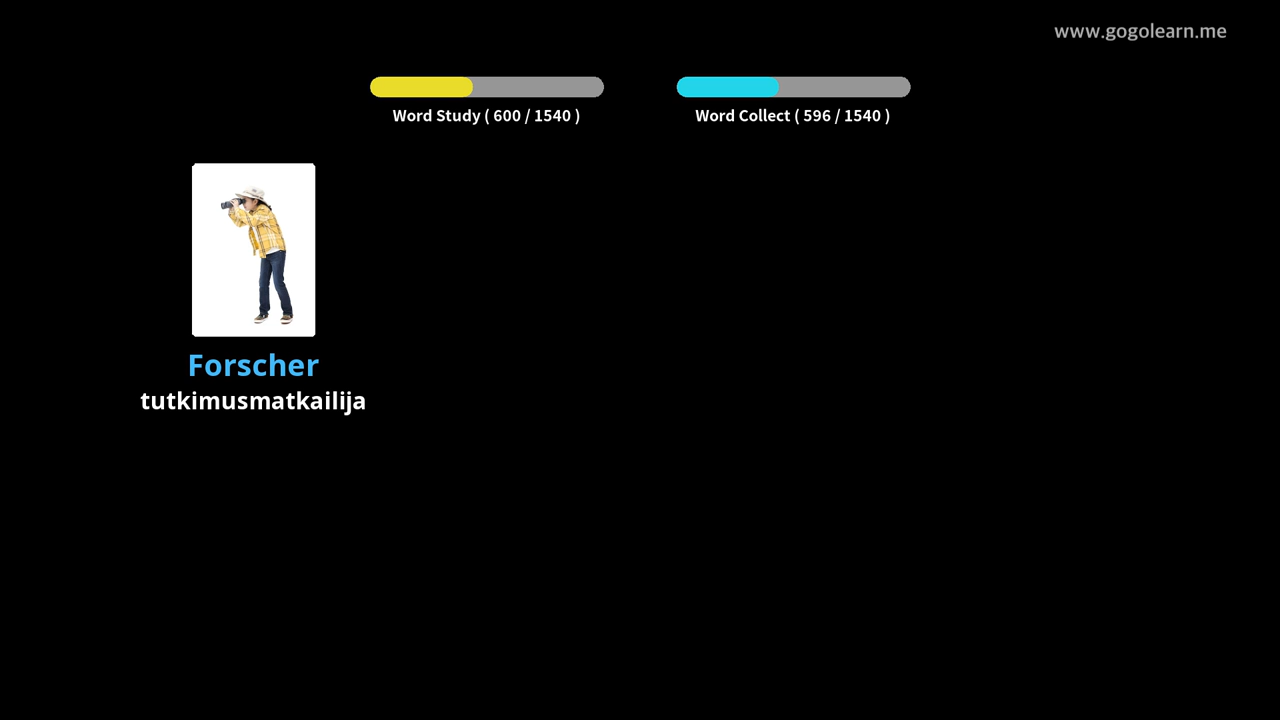 www.gogolearn.me
Word Study ( 600 / 1540 )
Word Collect ( 596 / 1540 )
Forscher
tutkimusmatkailija